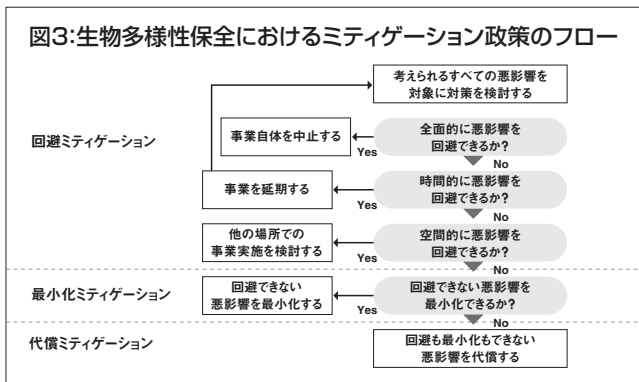 図3:生物多様性保全におけるミティゲーション政策のフロー
考えられるすべての悪影響を
対象に対策を検討する
回避ミティゲーション
事業自体を中止する
Yes
全面的に悪影響を
回避できるか?
No
事業を延期する
Yes
時間的に悪影響を
回避できるか?
No
他の場所での
事業実施を検討する
Yes
空間的に悪影響を
回避できるか?
No
最小化ミティゲーション
回避できない
悪影響を最小化する
Yes
回避できない悪影響を
最小化できるか?
No
代償ミティゲーション
回避も最小化もできない
悪影響を代償する